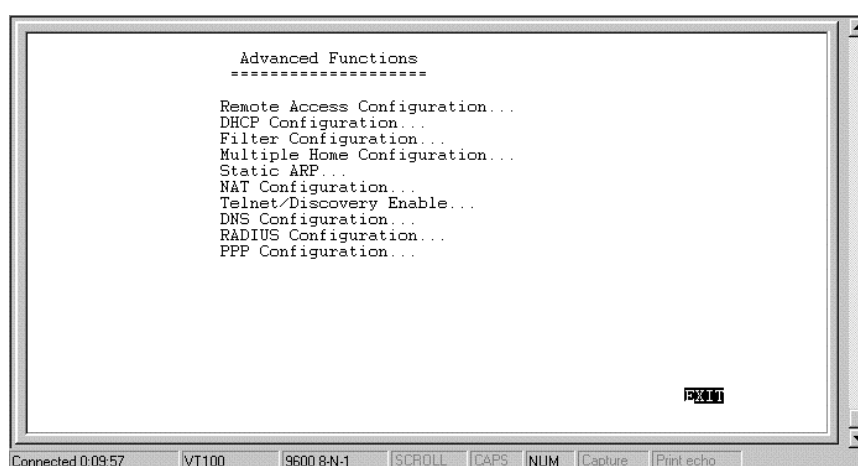 Advanced Functions
====================
Remote Access Configuration...
DHCP Configuration...
Filter Configuration...
Multiple Home Configuration...
Static ARP...
NAT Configuration...
Telnet/Discovery Enable...
DNS Configuration...
RADIUS Configuration...
PPP Configuration...
EXIT
Connected 0:09:57 VT100 9600 8-N-1 SCROLL CAPS NUM Capture Print echo